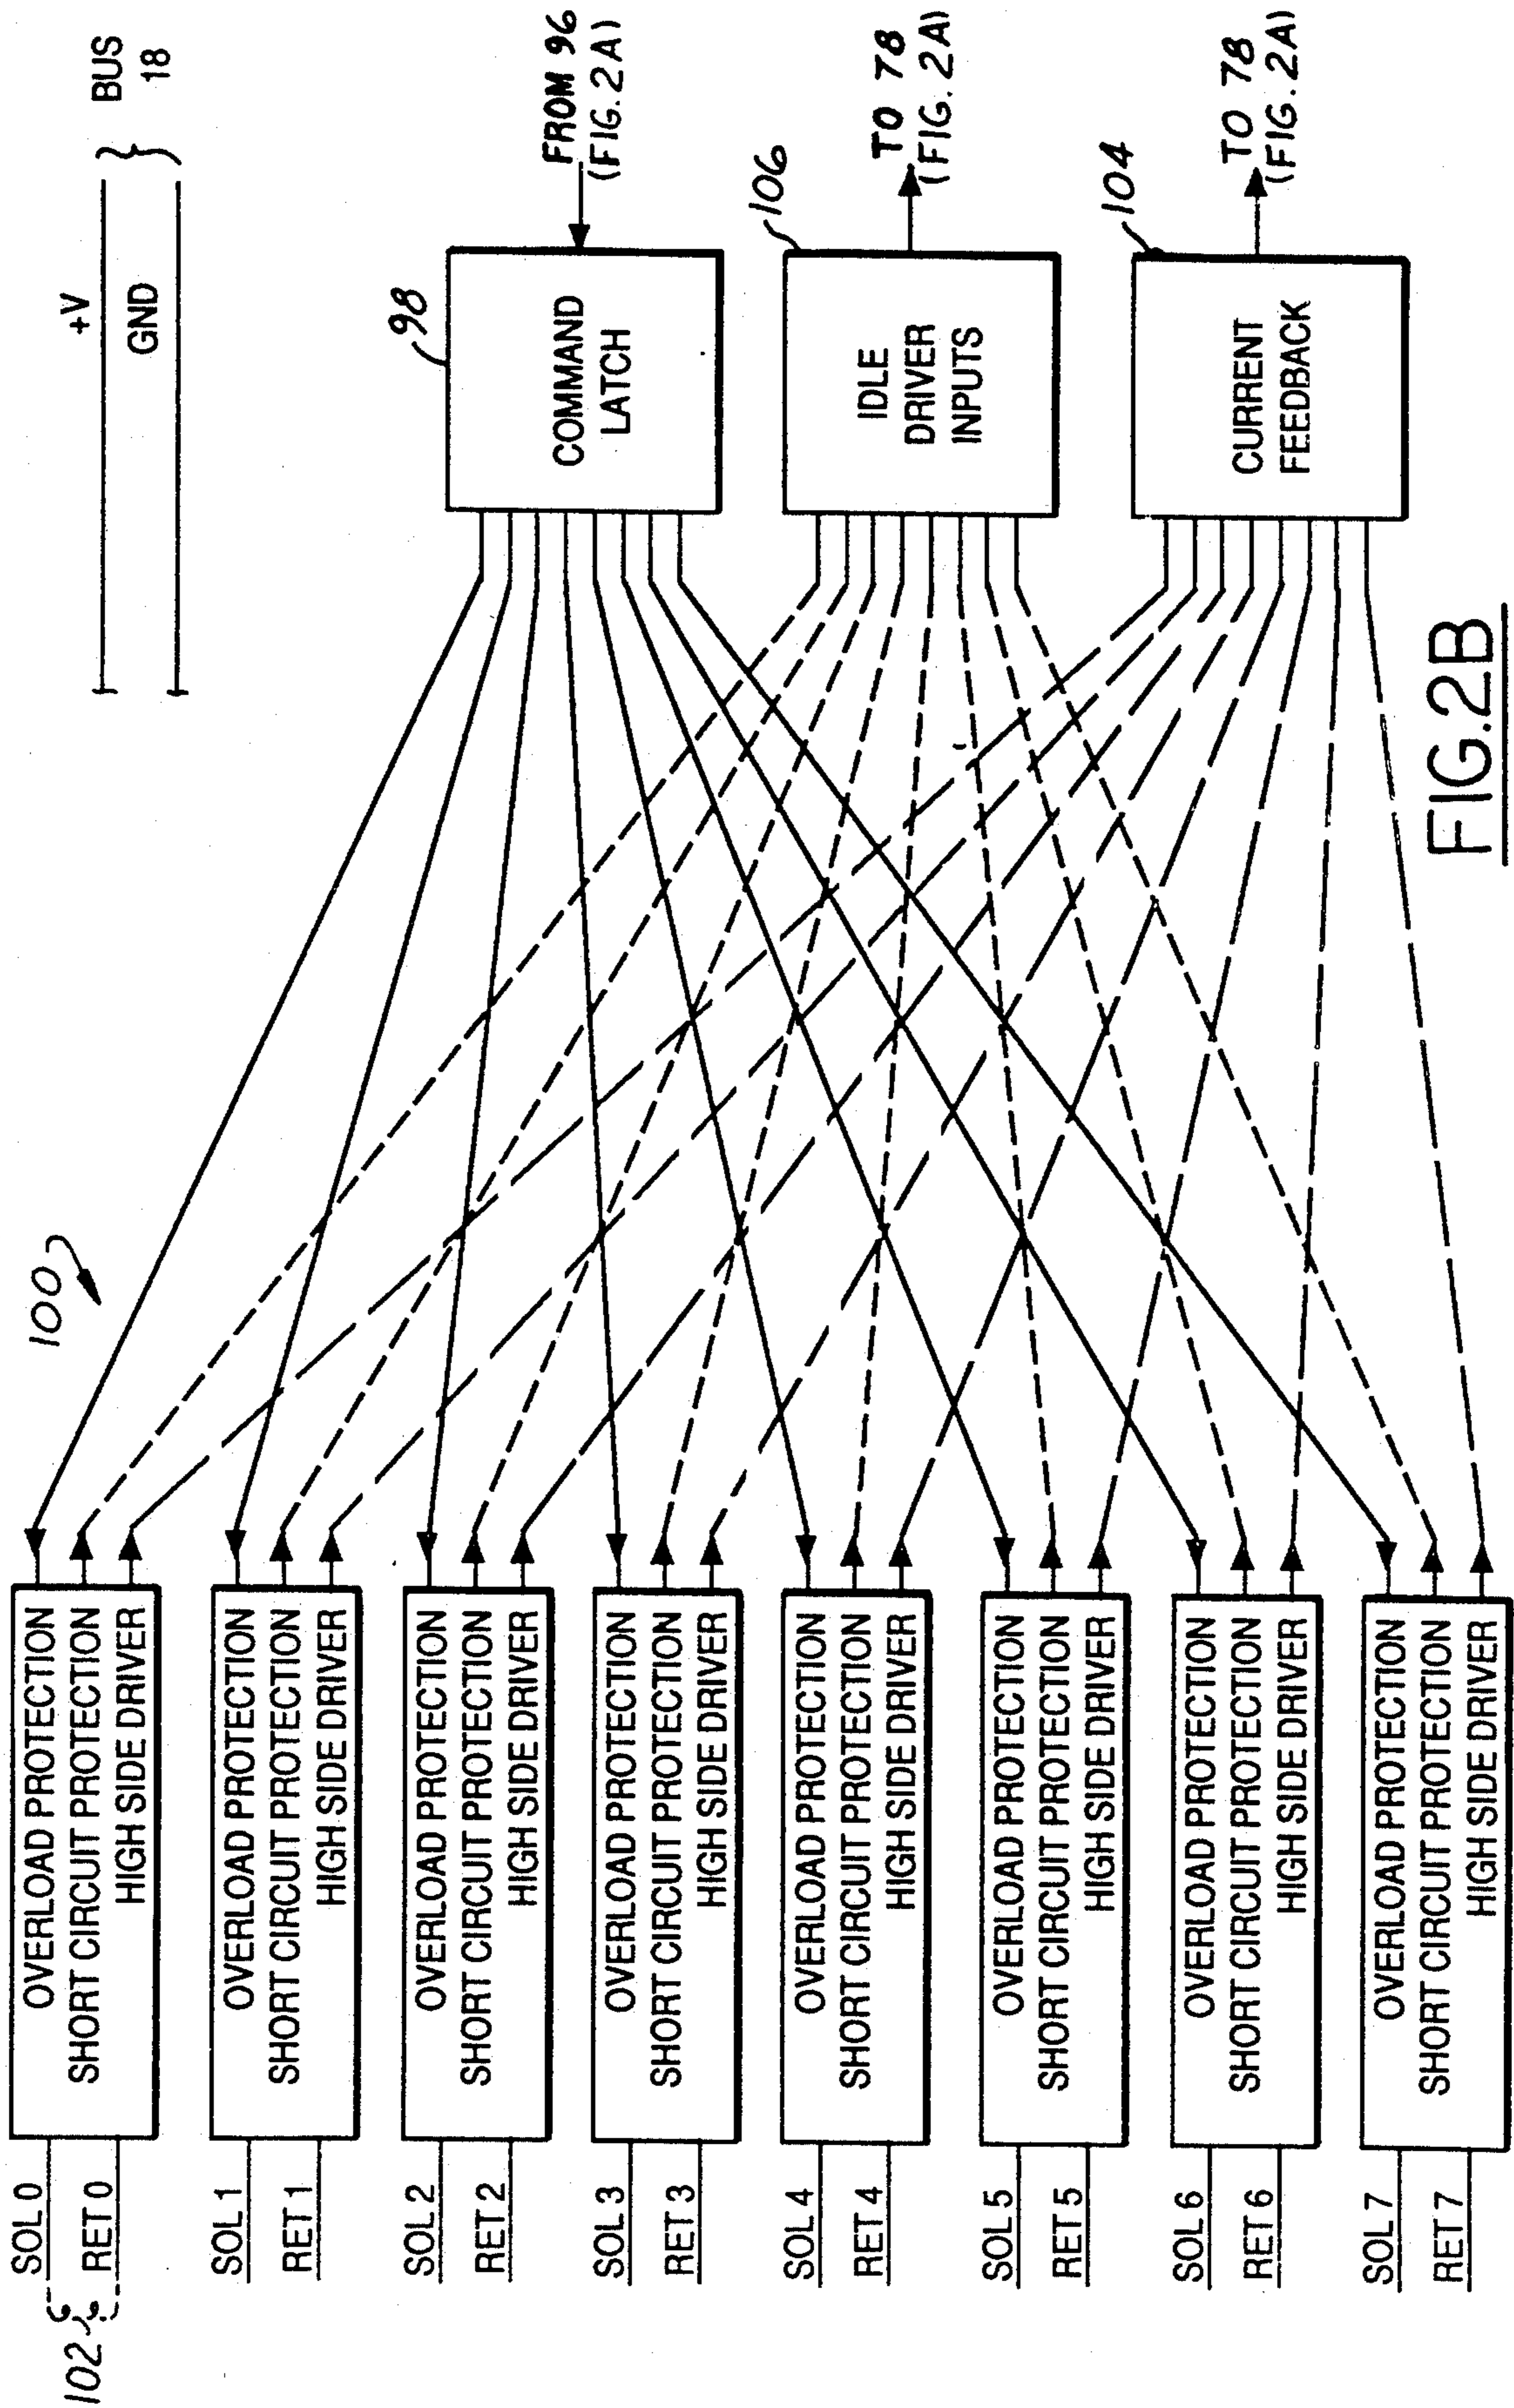 +V
GND
BUS
18
100
98
COMMAND
LATCH
FROM 96
(FIG.2A)
106
IDLE
DRIVER
INPUTS
TO 78
(FIG. 2A)
104
CURRENT
FEEDBACK
TO 78
(FIG. 2A)
102
SOL 0
RET 0
OVERLOAD PROTECTION
SHORT CIRCUIT PROTECTION
HIGH SIDE DRIVER
SOL 1
RET 1
OVERLOAD PROTECTION
SHORT CIRCUIT PROTECTION
HIGH SIDE DRIVER
SOL 2
RET 2
OVERLOAD PROTECTION
SHORT CIRCUIT PROTECTION
HIGH SIDE DRIVER
SOL 3
RET 3
OVERLOAD PROTECTION
SHORT CIRCUIT PROTECTION
HIGH SIDE DRIVER
SOL 4
RET 4
OVERLOAD PROTECTION
SHORT CIRCUIT PROTECTION
HIGH SIDE DRIVER
SOL 5
RET 5
OVERLOAD PROTECTION
SHORT CIRCUIT PROTECTION
HIGH SIDE DRIVER
SOL 6
RET 6
OVERLOAD PROTECTION
SHORT CIRCUIT PROTECTION
HIGH SIDE DRIVER
SOL 7
RET 7
OVERLOAD PROTECTION
SHORT CIRCUIT PROTECTION
HIGH SIDE DRIVER
FIG.2B